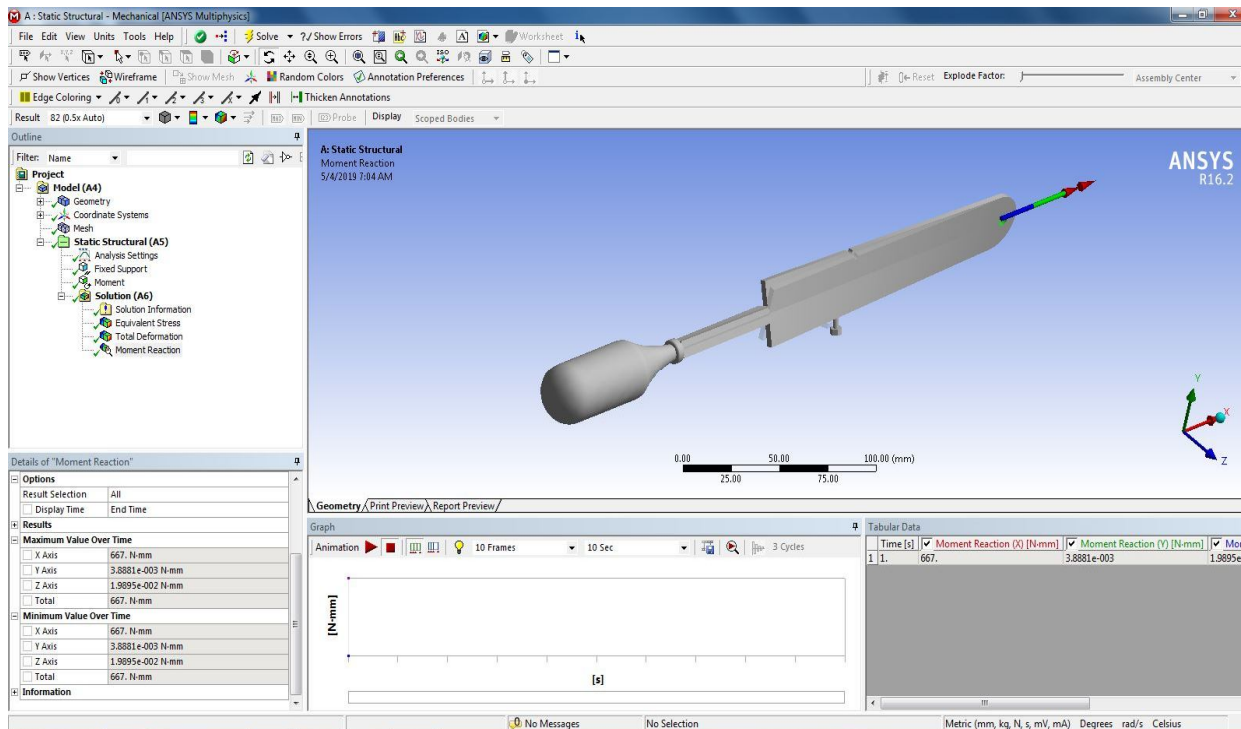 A : Static Structural - Mechanical [ANSYS Multiphysics]
File Edit View Units Tools Help Solve ?/ Show Errors A Worksheet
Show Vertices Wireframe Show Mesh Random Colors Annotation Preferences Reset Explode Factor: Assembly Center
Edge Coloring Thicken Annotations
Result 82 (0.5x Auto) Probe Display Scoped Bodies
Outline
Filter: Name
Project
Model (A4)
Geometry
Coordinate Systems
Mesh
Static Structural (A5)
Analysis Settings
Fixed Support
Moment
Solution (A6)
Solution Information
Equivalent Stress
Total Deformation
Moment Reaction
A: Static Structural
Moment Reaction
5/4/2019 7:04 AM
ANSYS
R16.2
Y
X
Z
0.00 50.00 100.00 (mm)
25.00 75.00
Geometry Print Preview Report Preview
Details of "Moment Reaction"
Options
Result Selection All
Display Time End Time
Results
Maximum Value Over Time
X Axis 667. N·mm
Y Axis 3.8881e-003 N·mm
Z Axis 1.9895e-002 N·mm
Total 667. N·mm
Minimum Value Over Time
X Axis 667. N·mm
Y Axis 3.8881e-003 N·mm
Z Axis 1.9895e-002 N·mm
Total 667. N·mm
Information
Graph
Animation 10 Frames 10 Sec 3 Cycles
[N·mm]
[s]
Tabular Data
Time [s] Moment Reaction (X) [N·mm] Moment Reaction (Y) [N·mm] Mo
1 1. 667. 3.8881e-003 1.9895e
No Messages No Selection Metric (mm, kg, N, s, mV, mA) Degrees rad/s Celsius